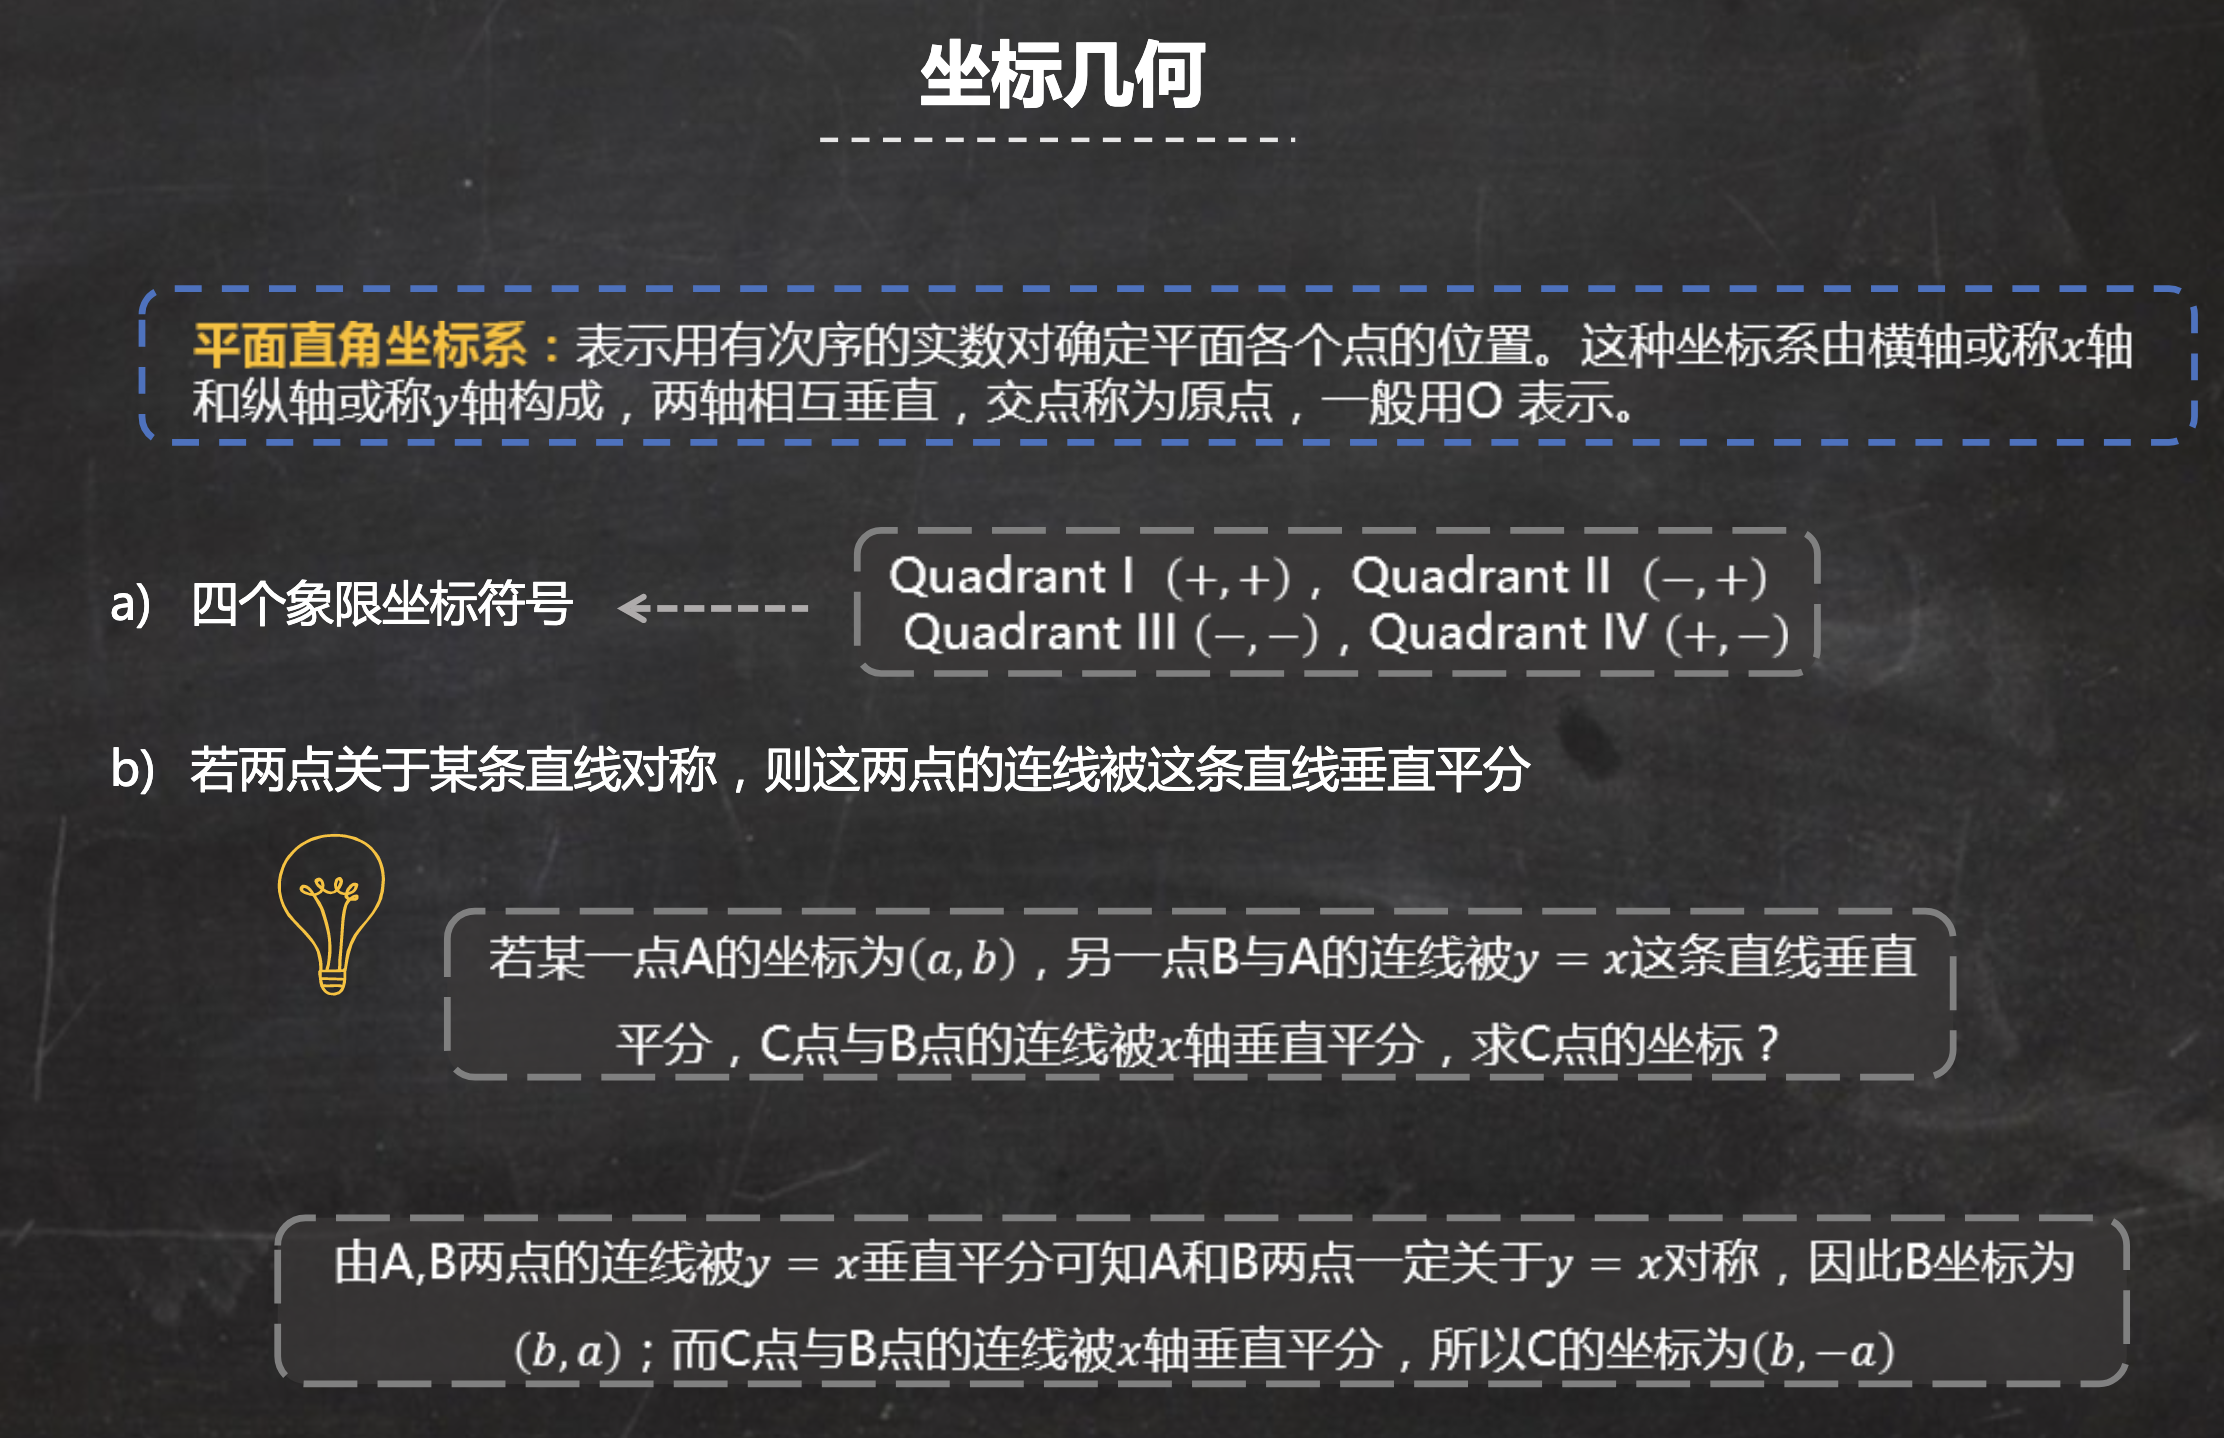 坐标几何
平面直角坐标系：表示用有次序的实数对确定平面各个点的位置。这种坐标系由横轴或称x轴
和纵轴或称y轴构成，两轴相互垂直，交点称为原点，一般用O 表示。
a) 四个象限坐标符号
Quadrant I (+,+)， Quadrant II (−,+)
Quadrant III (−,−)，Quadrant IV (+,−)
b) 若两点关于某条直线对称，则这两点的连线被这条直线垂直平分
若某一点A的坐标为(a,b)，另一点B与A的连线被y = x这条直线垂直
平分，C点与B点的连线被x轴垂直平分，求C点的坐标？
由A,B两点的连线被y = x垂直平分可知A和B两点一定关于y = x对称，因此B坐标为
(b,a)；而C点与B点的连线被x轴垂直平分，所以C的坐标为(b,−a)